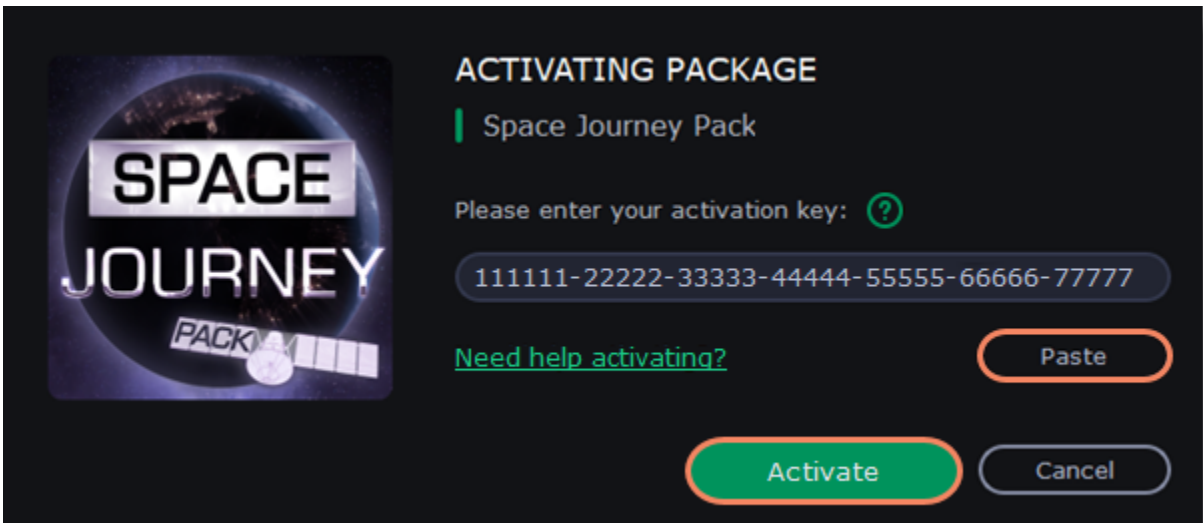 SPACE
JOURNEY
PACK
ACTIVATING PACKAGE
Space Journey Pack
Please enter your activation key: ?
111111-22222-33333-44444-55555-66666-77777
Need help activating?
Paste
Activate
Cancel